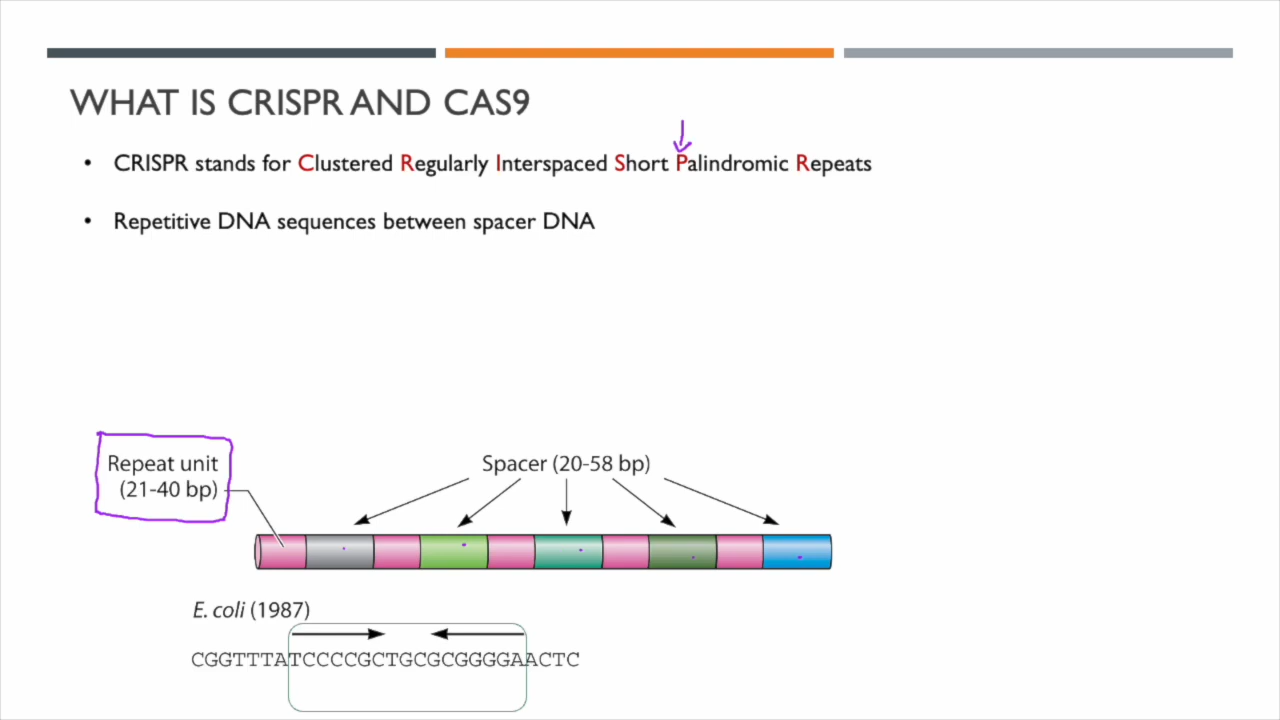 WHAT IS CRISPR AND CAS9
• CRISPR stands for Clustered Regularly Interspaced Short Palindromic Repeats
• Repetitive DNA sequences between spacer DNA
Repeat unit
(21-40 bp)
Spacer (20-58 bp)
E. coli (1987)
CGGTTTATCCCCGCTGCGCGGGGAACTC